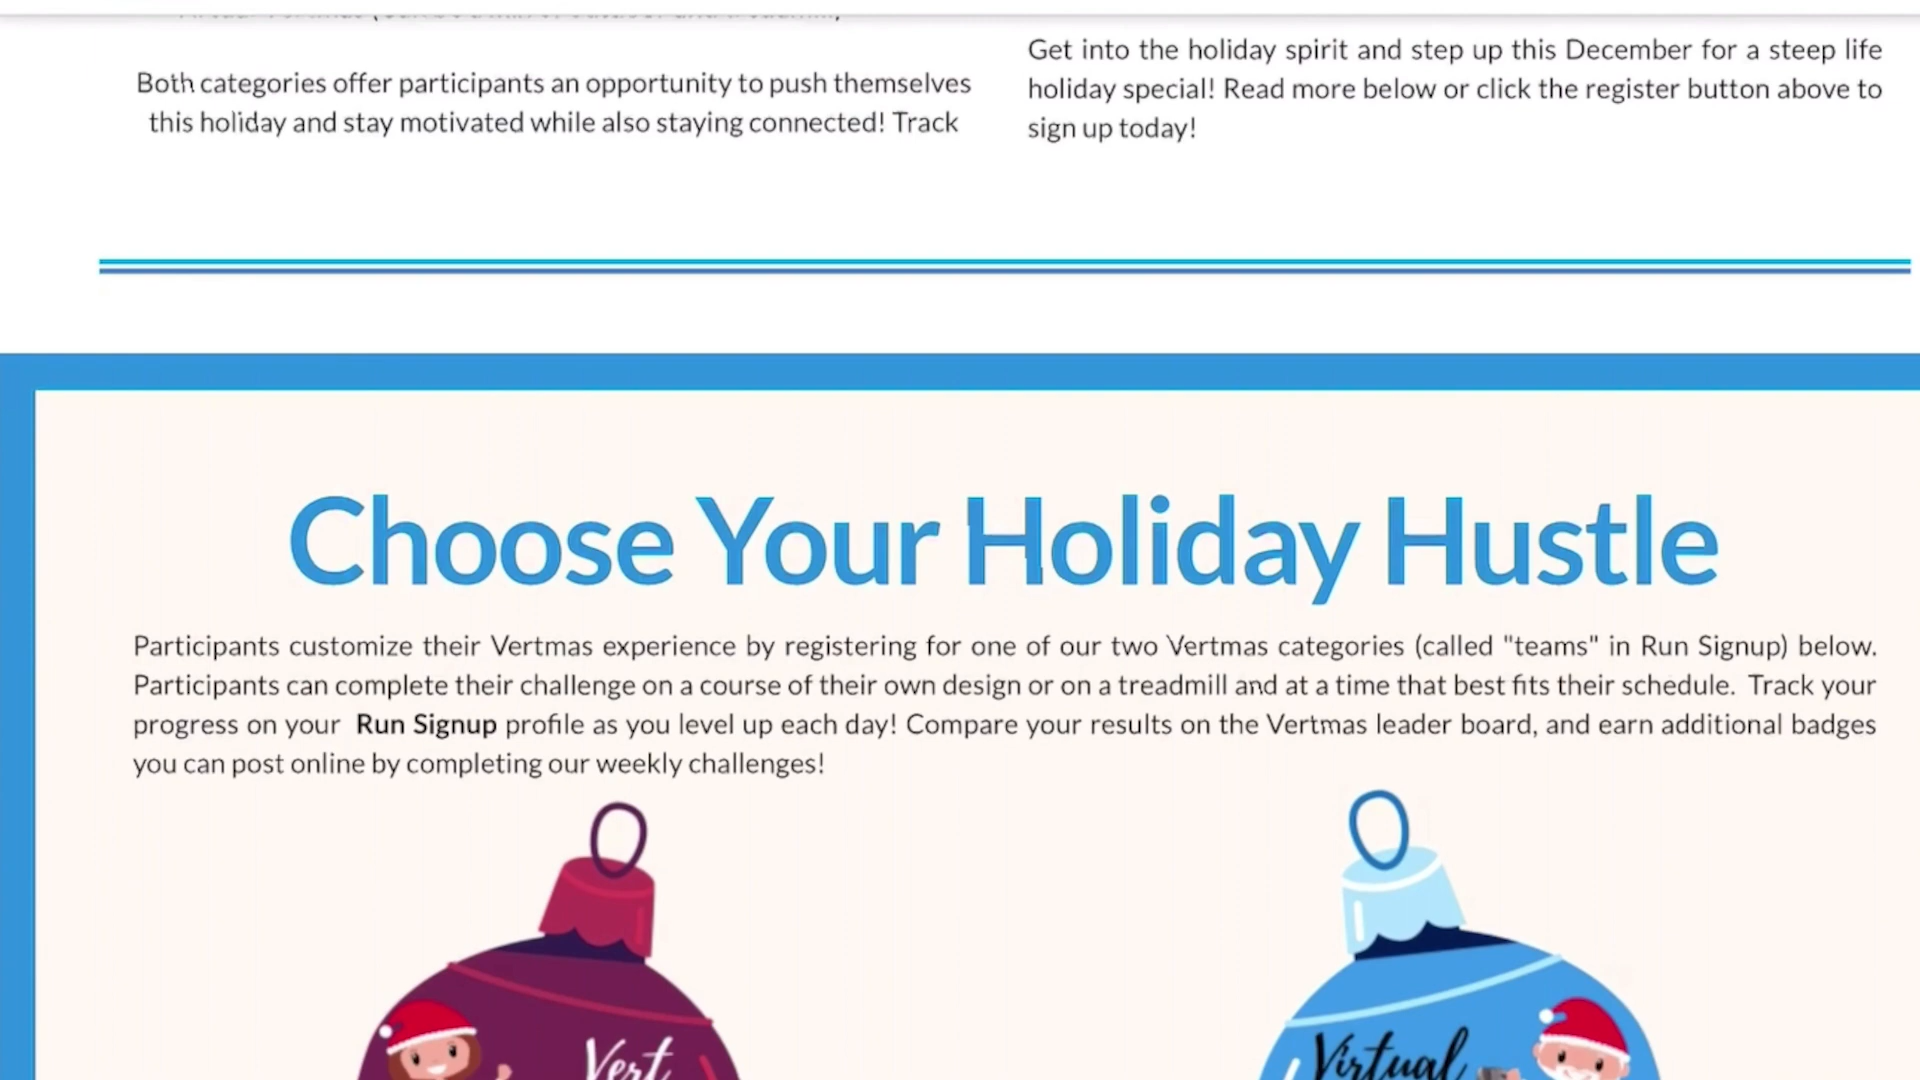 Both categories offer participants an opportunity to push themselves
this holiday and stay motivated while also staying connected! Track
Get into the holiday spirit and step up this December for a steep life
holiday special! Read more below or click the register button above to
sign up today!
Choose Your Holiday Hustle
Participants customize their Vertmas experience by registering for one of our two Vertmas categories (called "teams" in Run Signup) below.
Participants can complete their challenge on a course of their own design or on a treadmill and at a time that best fits their schedule. Track your
progress on your Run Signup profile as you level up each day! Compare your results on the Vertmas leader board, and earn additional badges
you can post online by completing our weekly challenges!
Vert
Virtual